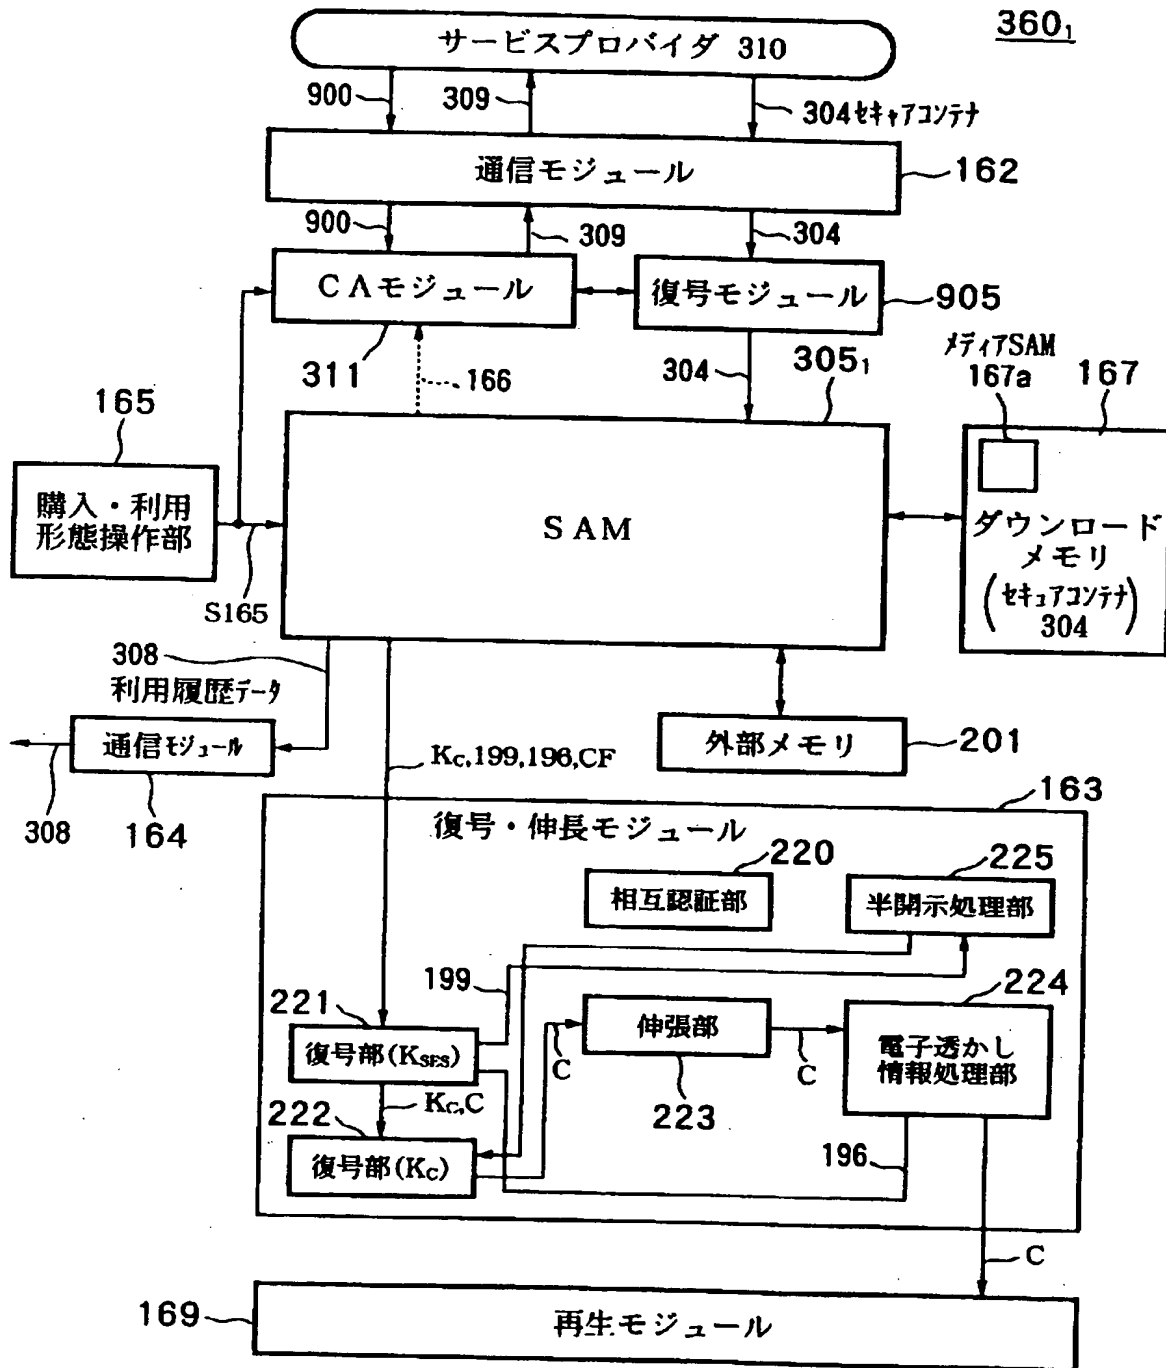 360₁
サービスプロバイダ 310
900
309
304セキャアコンテナ
通信モジュール
162
900
309
304
CAモジュール
復号モジュール
905
311
166
304
305₁
メディアSAM
167a
167
165
購入・利用
形態操作部
S165
SAM
ダウンロード
メモリ
(セキュアコンテナ)
304
308
利用履歴データ
通信モジュール
308
164
外部メモリ
201
Kc,199,196,CF
163
復号・伸長モジュール
220
相互認証部
225
半開示処理部
199
221
復号部(KSES)
伸張部
223
224
電子透かし
情報処理部
C
C
Kc,C
222
復号部(Kc)
196
C
169
再生モジュール